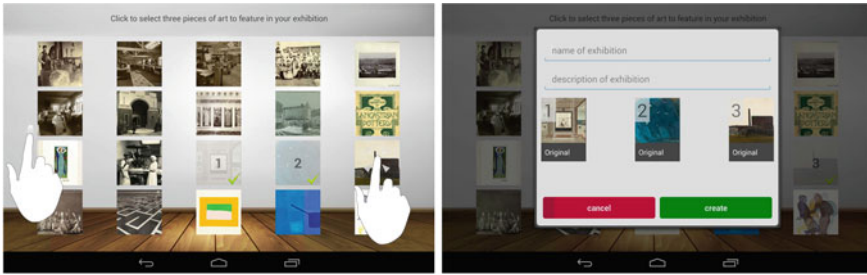 Click to select three pieces of art to feature in your exhibition
LANCASTRIAN
POTTERY
1
2
Click to select three pieces of art to feature in your exhibition
name of exhibition
description of exhibition
1
2
3
Original
Original
Original
3
cancel
create